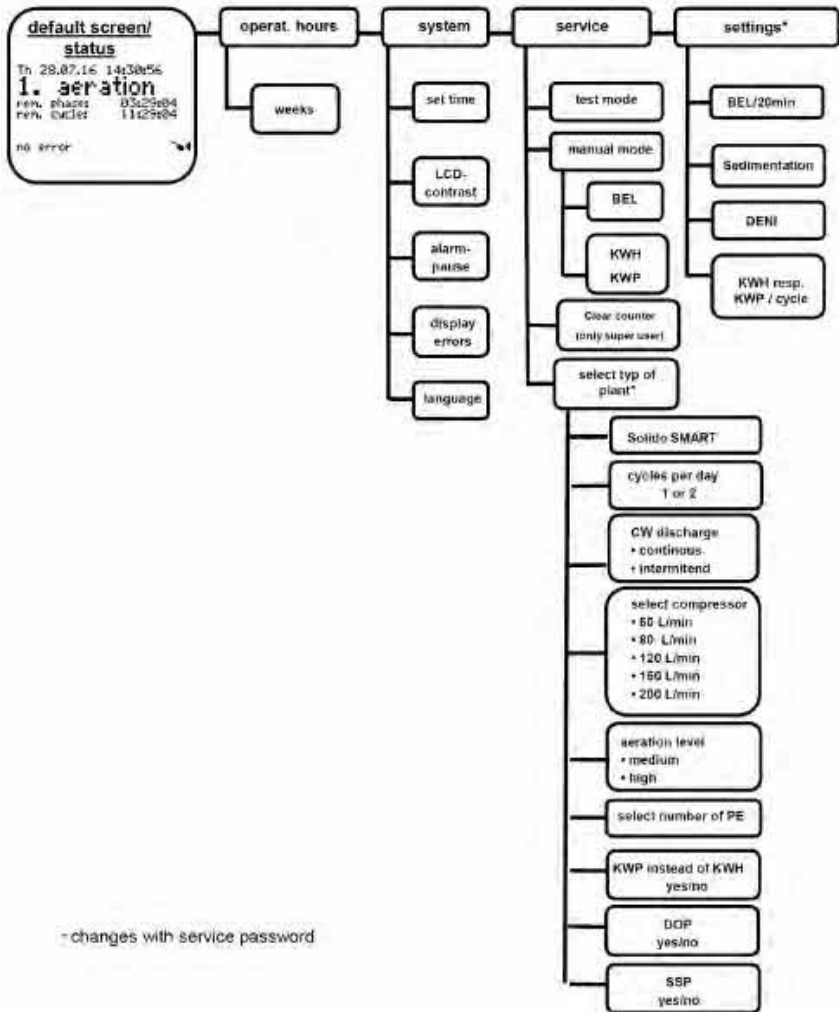 default screen/
status
Th 28.07.16 14:30:56
1. aeration
rem. phase: 03:29:04
rem. cycle: 11:29:04
no error
operat. hours
weeks
system
set time
LCD-
contrast
alarm-
pause
display
errors
language
service
test mode
manual mode
BEL
KWH
KWP
Clear counter
(only super user)
select typ of
plant*
Solido SMART
cycles per day
1 or 2
CW discharge
• continous
• intermitend
select compressor
• 60 L/min
• 80 L/min
• 120 L/min
• 150 L/min
• 200 L/min
aeration level
• medium
• high
select number of PE
KWP instead of KWH
yes/no
DOP
yes/no
SSP
yes/no
settings*
BEL/20min
Sedimentation
DENI
KWH resp.
KWP / cycle
* changes with service password